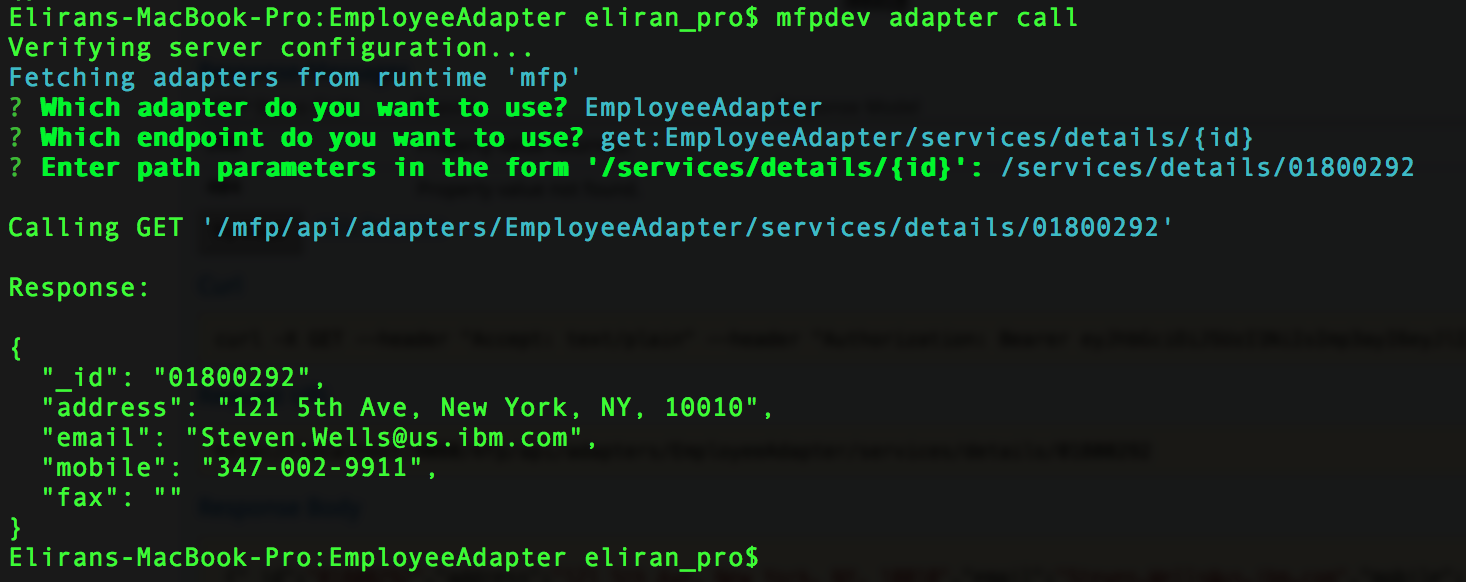 Elirans-MacBook-Pro:EmployeeAdapter eliran_pro$ mfpdev adapter call
Verifying server configuration...
Fetching adapters from runtime 'mfp'
? Which adapter do you want to use? EmployeeAdapter
? Which endpoint do you want to use? get:EmployeeAdapter/services/details/{id}
? Enter path parameters in the form '/services/details/{id}': /services/details/01800292
Calling GET '/mfp/api/adapters/EmployeeAdapter/services/details/01800292'
Response:
{
"_id": "01800292",
"address": "121 5th Ave, New York, NY, 10010",
"email": "Steven.Wells@us.ibm.com",
"mobile": "347-002-9911",
"fax": ""
}
Elirans-MacBook-Pro:EmployeeAdapter eliran_pro$